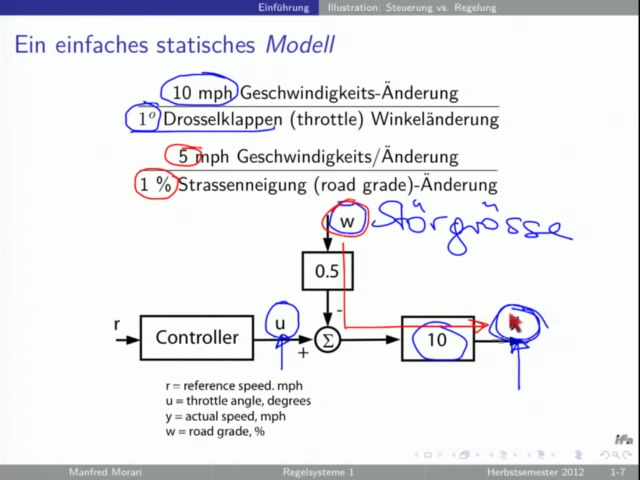 Einführung Illustration: Steuerung vs. Regelung
Ein einfaches statisches Modell
10 mph Geschwindigkeits-Änderung
1° Drosselklappen (throttle) Winkeländerung
5 mph Geschwindigkeits/Änderung
1 % Strassenneigung (road grade)-Änderung
w Störgrösse
0.5
-
r Controller u + Σ 10
r = reference speed. mph
u = throttle angle, degrees
y = actual speed, mph
w = road grade, %
ifa
Manfred Morari Regelsysteme 1 Herbstsemester 2012 1-7